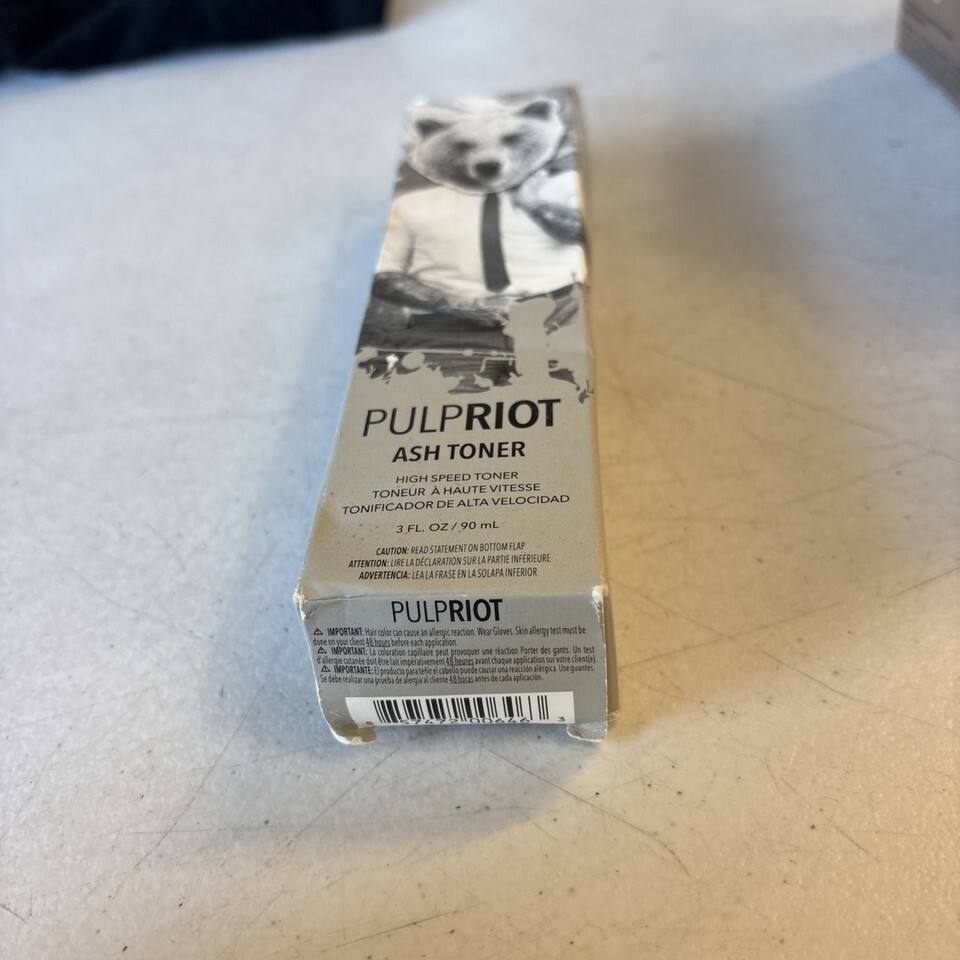 PULPRIOT
ASH TONER
HIGH SPEED TONER
TONEUR À HAUTE VITESSE
TONIFICADOR DE ALTA VELOCIDAD
3 FL. OZ / 90 mL
CAUTION: READ STATEMENT ON BOTTOM FLAP
ATTENTION: LIRE LA DÉCLARATION SUR LA PARTIE INFÉRIEURE
ADVERTENCIA: LEA LA FRASE EN LA SOLAPA INFERIOR
PULPRIOT
⚠ IMPORTANT: Hair color can cause an allergic reaction. Wear Gloves. Skin allergy test must be
done on your client 48 hours before each application.
⚠ IMPORTANT: La coloration capillaire peut provoquer une réaction Porter des gants. Un test
d'allergie cutanée doit être fait impérativement 48 heures avant chaque application sur votre client(e).
⚠ IMPORTANTE: El producto para teñir el cabello puede causar una reacción alérgica. Use guantes.
Se debe realizar una prueba de alergia al cliente 48 horas antes de cada aplicación.
8 57472 00646 3